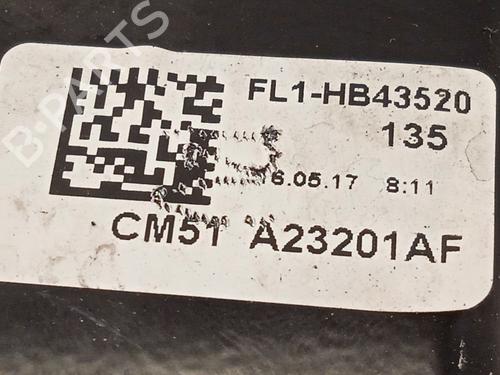 B-PARTS
FL1-HB43520
135
6.05.17 8:11
CM51 A23201AF